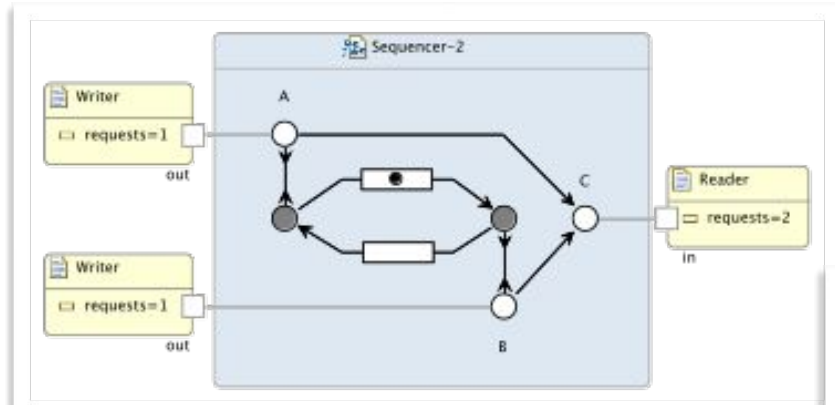 Sequencer-2
Writer
requests=1
out
A
C
Reader
requests=2
in
Writer
requests=1
out
B